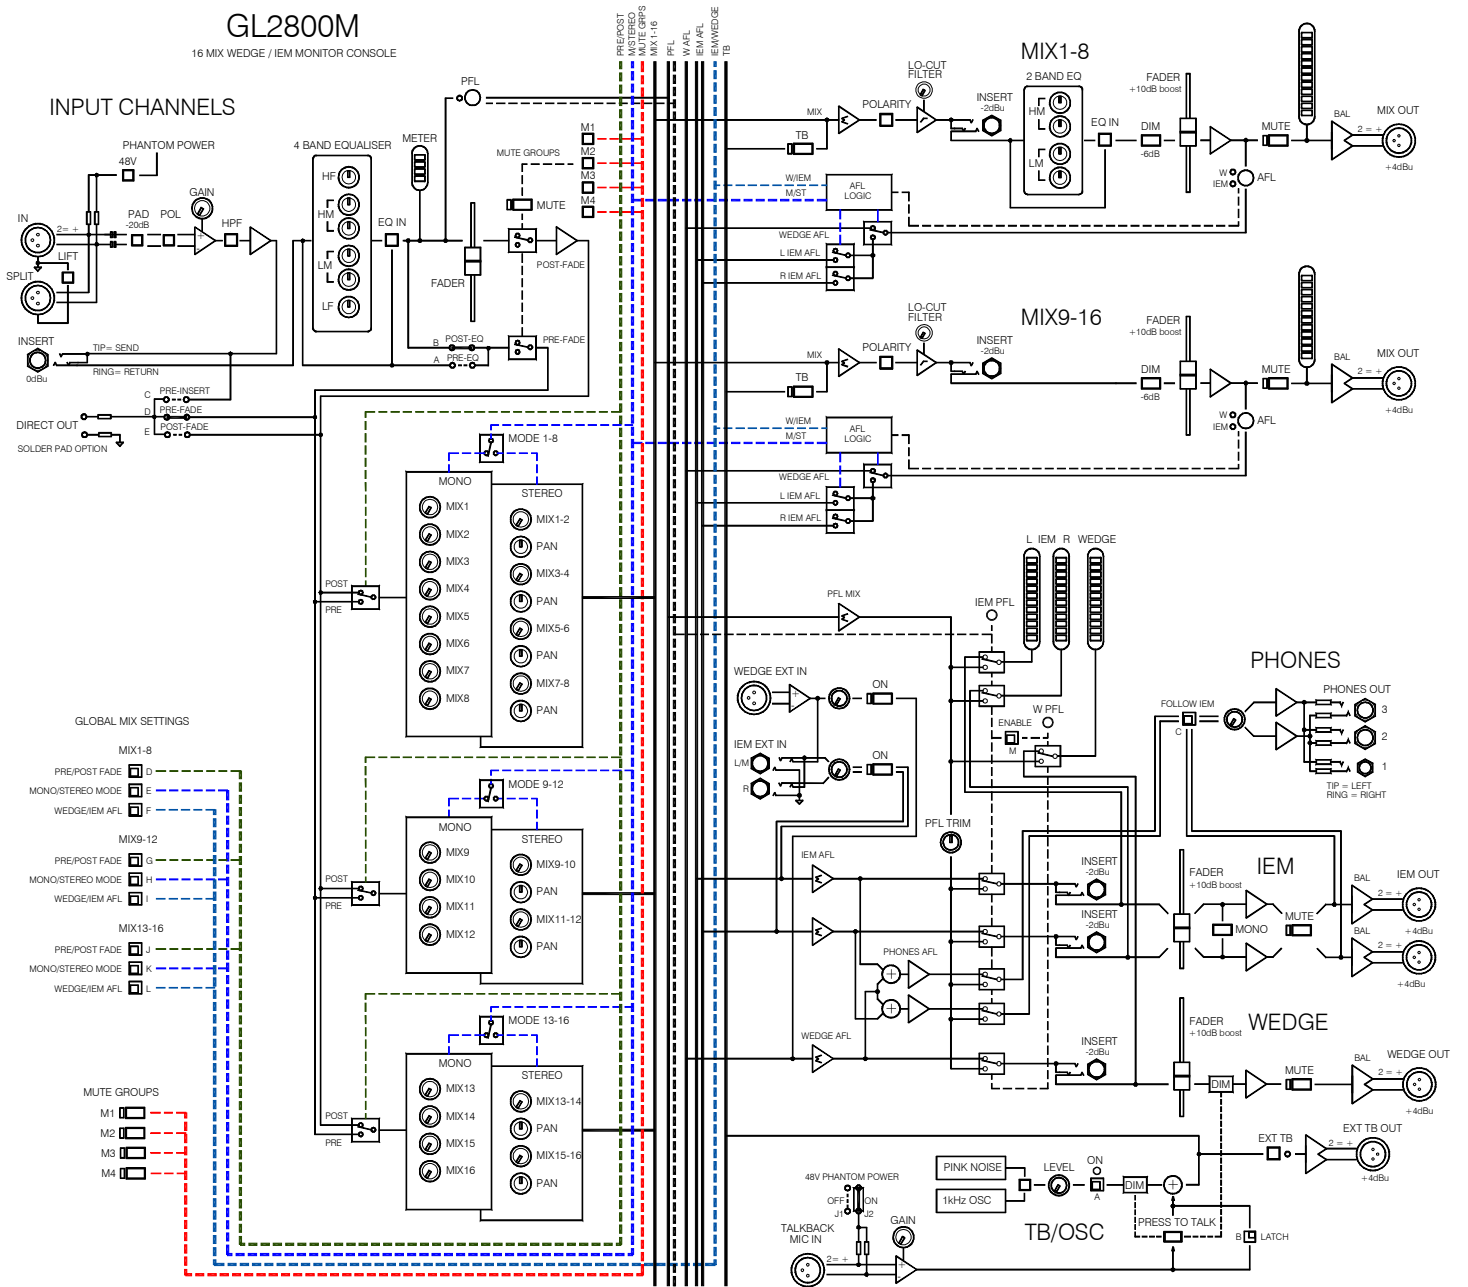 GL2800M
16 MIX WEDGE / IEM MONITOR CONSOLE
PRE/POST
M/STEREO
MUTE GRPS
MIX 1-16
PFL
W AFL
IEM AFL
IEM/WEDGE
TB
INPUT CHANNELS
PHANTOM POWER
48V
IN
2= +
PAD
-20dB
POL
GAIN
+
-
HPF
LIFT
SPLIT
INSERT
0dBu
TIP= SEND
RING= RETURN
4 BAND EQUALISER
HF
HM
LM
LF
METER
EQ IN
PFL
FADER
MUTE GROUPS
MUTE
M1
M2
M3
M4
POST-FADE
PRE-FADE
B
POST-EQ
A
PRE-EQ
C
PRE-INSERT
D
PRE-FADE
E
POST-FADE
DIRECT OUT
SOLDER PAD OPTION
MODE 1-8
MONO
MIX1
MIX2
MIX3
MIX4
MIX5
MIX6
MIX7
MIX8
STEREO
MIX1-2
PAN
MIX3-4
PAN
MIX5-6
PAN
MIX7-8
PAN
POST
PRE
MODE 9-12
MONO
MIX9
MIX10
MIX11
MIX12
STEREO
MIX9-10
PAN
MIX11-12
PAN
POST
PRE
MODE 13-16
MONO
MIX13
MIX14
MIX15
MIX16
STEREO
MIX13-14
PAN
MIX15-16
PAN
POST
PRE
GLOBAL MIX SETTINGS
MIX1-8
PRE/POST FADE D
MONO/STEREO MODE E
WEDGE/IEM AFL F
MIX9-12
PRE/POST FADE G
MONO/STEREO MODE H
WEDGE/IEM AFL I
MIX13-16
PRE/POST FADE J
MONO/STEREO MODE K
WEDGE/IEM AFL L
MUTE GROUPS
M1
M2
M3
M4
MIX1-8
MIX
TB
POLARITY
LO-CUT
FILTER
INSERT
-2dBu
2 BAND EQ
HM
LM
EQ IN
DIM
-6dB
FADER
+10dB boost
MUTE
BAL
2 = +
MIX OUT
+4dBu
W
IEM
AFL
W/IEM
M/ST
AFL
LOGIC
WEDGE AFL
L IEM AFL
R IEM AFL
MIX9-16
MIX
TB
POLARITY
LO-CUT
FILTER
INSERT
-2dBu
DIM
-6dB
FADER
+10dB boost
MUTE
BAL
2 = +
MIX OUT
+4dBu
W
IEM
AFL
W/IEM
M/ST
AFL
LOGIC
WEDGE AFL
L IEM AFL
R IEM AFL
L IEM R WEDGE
PFL MIX
IEM PFL
W PFL
ENABLE
M
WEDGE EXT IN
+
-
ON
IEM EXT IN
L/M
R
ON
PFL TRIM
PHONES
FOLLOW IEM
C
PHONES OUT
3
2
1
TIP = LEFT
RING = RIGHT
IEM AFL
PHONES AFL
WEDGE AFL
INSERT
-2dBu
INSERT
-2dBu
INSERT
-2dBu
IEM
FADER
+10dB boost
MONO
MUTE
BAL
2 = +
IEM OUT
+4dBu
BAL
2 = +
+4dBu
WEDGE
FADER
+10dB boost
DIM
MUTE
BAL
2 = +
WEDGE OUT
+4dBu
EXT TB
2 = +
EXT TB OUT
+4dBu
PINK NOISE
1kHz OSC
LEVEL
ON
A
DIM
TB/OSC
PRESS TO TALK
B
LATCH
48V PHANTOM POWER
OFF
ON
J1
J2
TALKBACK
MIC IN
2= +
GAIN
+
-